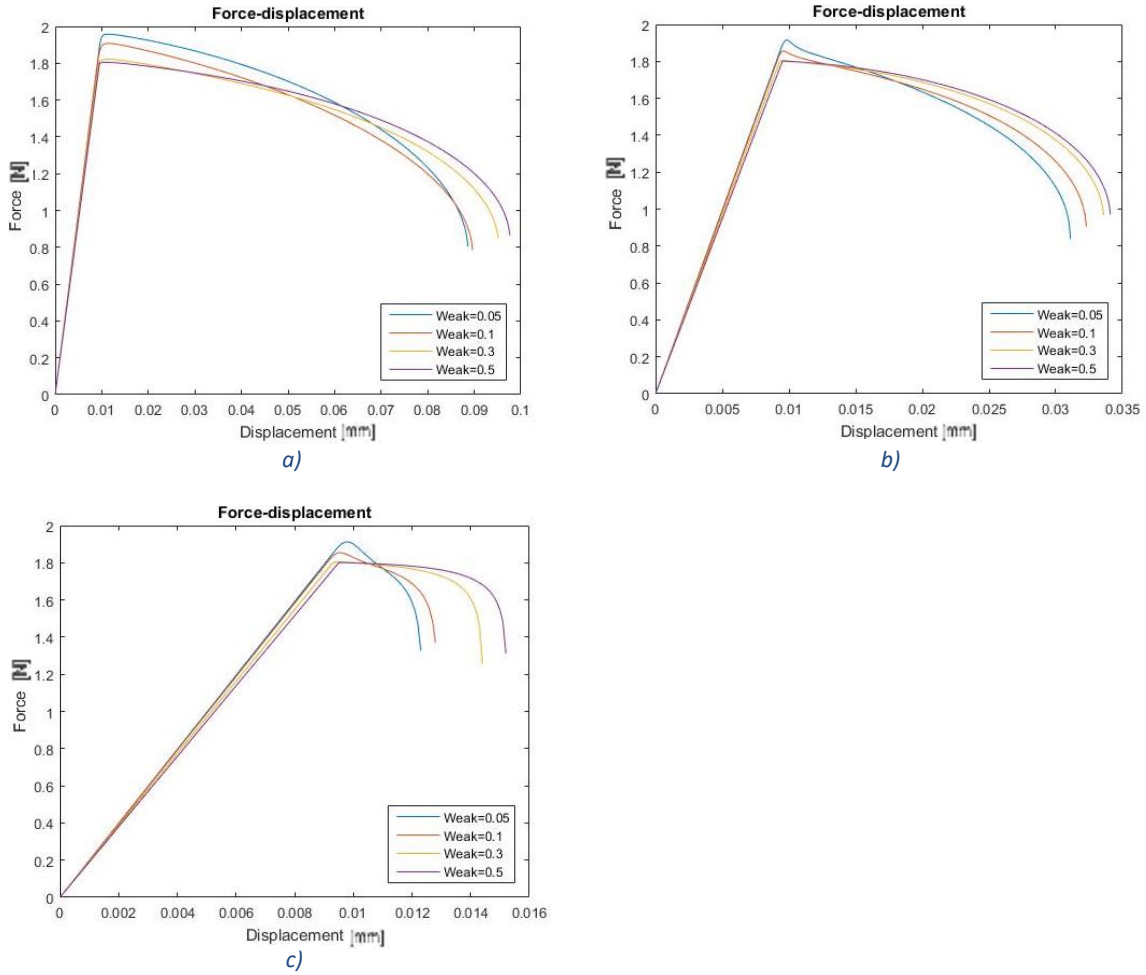 Force-displacement
2
1.8
1.6
1.4
1.2
1
0.8
0.6
0.4
0.2
0
Force [N]
Weak=0.05
Weak=0.1
Weak=0.3
Weak=0.5
0 0.01 0.02 0.03 0.04 0.05 0.06 0.07 0.08 0.09 0.1
Displacement [mm]
a)
Force-displacement
2
1.8
1.6
1.4
1.2
1
0.8
0.6
0.4
0.2
0
Force [N]
Weak=0.05
Weak=0.1
Weak=0.3
Weak=0.5
0 0.005 0.01 0.015 0.02 0.025 0.03 0.035
Displacement [mm]
b)
Force-displacement
2
1.8
1.6
1.4
1.2
1
0.8
0.6
0.4
0.2
0
Force [N]
Weak=0.05
Weak=0.1
Weak=0.3
Weak=0.5
0 0.002 0.004 0.006 0.008 0.01 0.012 0.014 0.016
Displacement [mm]
c)